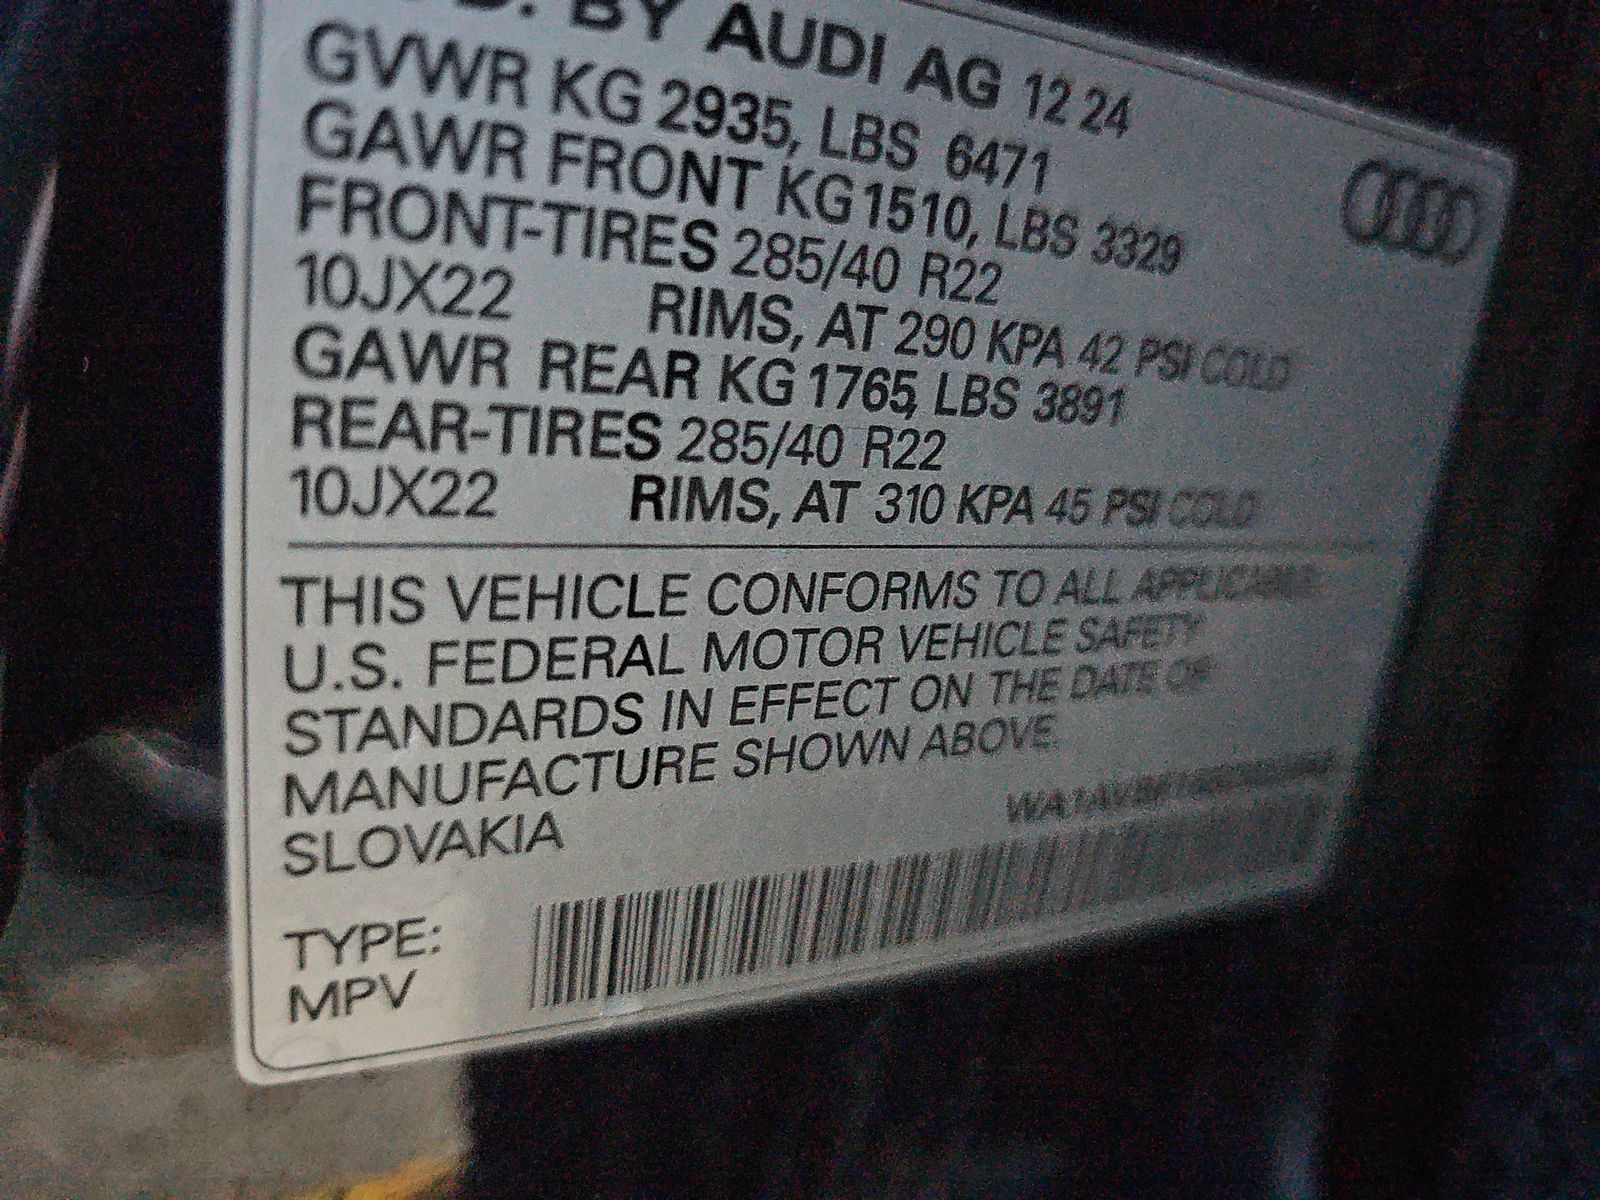 BY AUDI AG 12 24
GVWR KG 2935, LBS 6471
GAWR FRONT KG 1510, LBS 3329
FRONT-TIRES 285/40 R22
10JX22 RIMS, AT 290 KPA 42 PSI COLD
GAWR REAR KG 1765, LBS 3891
REAR-TIRES 285/40 R22
10JX22 RIMS, AT 310 KPA 45 PSI COLD
THIS VEHICLE CONFORMS TO ALL APPLICABLE
U.S. FEDERAL MOTOR VEHICLE SAFETY
STANDARDS IN EFFECT ON THE DATE OF
MANUFACTURE SHOWN ABOVE.
SLOVAKIA
TYPE:
MPV